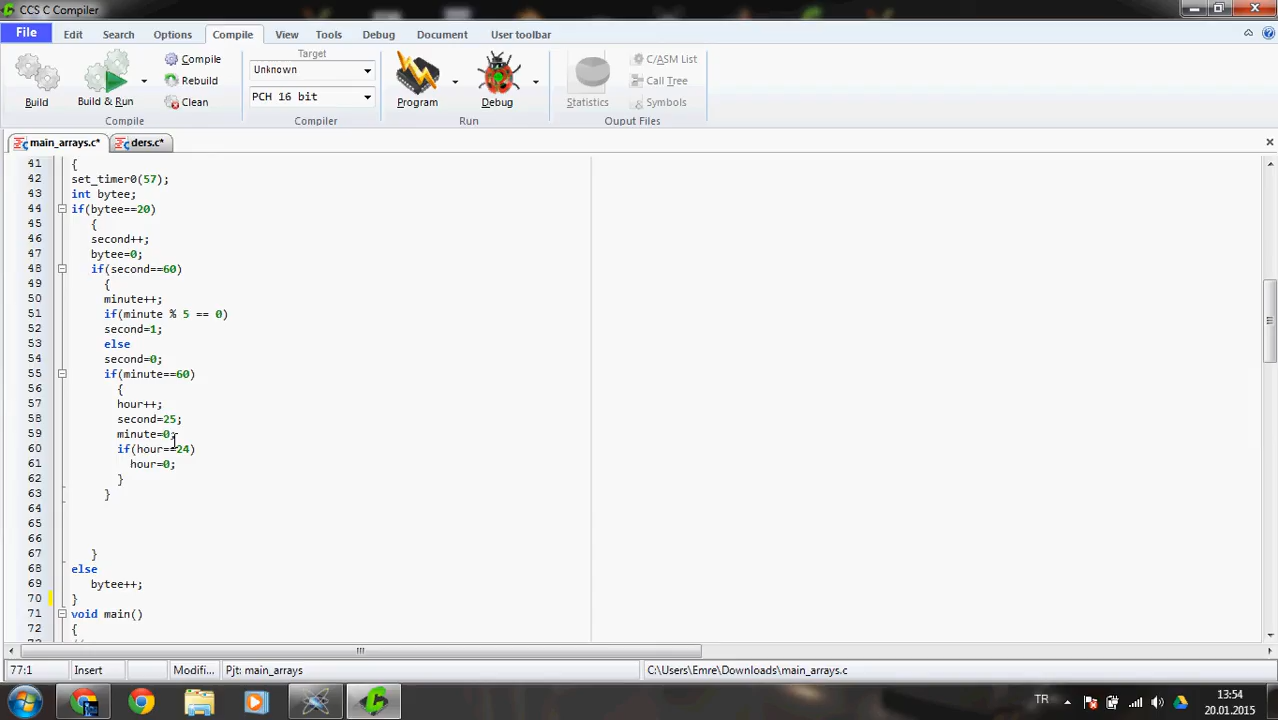 CCS C Compiler
File Edit Search Options Compile View Tools Debug Document User toolbar
Build
Build & Run
Compile
Rebuild
Clean
Compile
Target
Unknown
PCH 16 bit
Compiler
Program
Debug
Run
Statistics
C/ASM List
Call Tree
Symbols
Ouput Files
main_arrays.c* ders.c*
41 {
42 set_timer0(57);
43 int bytee;
44 if(bytee==20)
45 {
46 second++;
47 bytee=0;
48 if(second==60)
49 {
50 minute++;
51 if(minute % 5 == 0)
52 second=1;
53 else
54 second=0;
55 if(minute==60)
56 {
57 hour++;
58 second=25;
59 minute=0;
60 if(hour==24)
61 hour=0;
62 }
63 }
64
65
66
67 }
68 else
69 bytee++;
70 }
71 void main()
72 {
77:1 Insert Modifi... Pjt: main_arrays C:\Users\Emre\Downloads\main_arrays.c
TR
13:54
20.01.2015